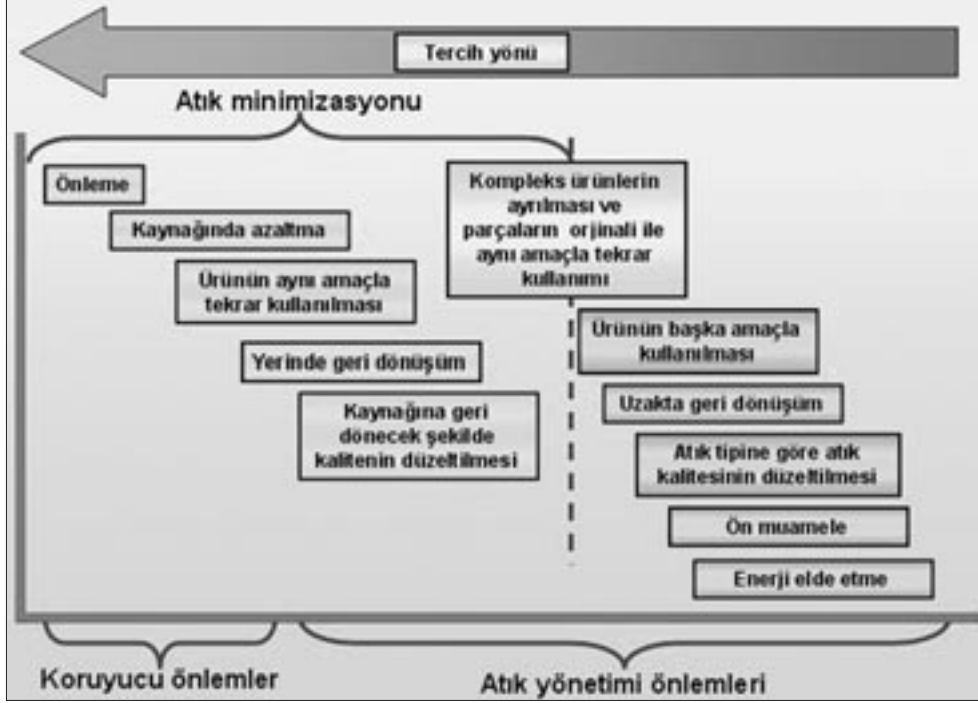 Tercih yönü
Atık minimizasyonu
Önleme
Kaynağında azaltma
Ürünün aynı amaçla
tekrar kullanılması
Yerinde geri dönüşüm
Kaynağına geri
dönecek şekilde
kalitenin düzeltilmesi
Kompleks ürünlerin
ayrılması ve
parçaların orjinali ile
aynı amaçla tekrar
kullanımı
Ürünün başka amaçla
kullanılması
Uzakta geri dönüşüm
Atık tipine göre atık
kalitesinin düzeltilmesi
Ön muamele
Enerji elde etme
Koruyucu önlemler
Atık yönetimi önlemleri